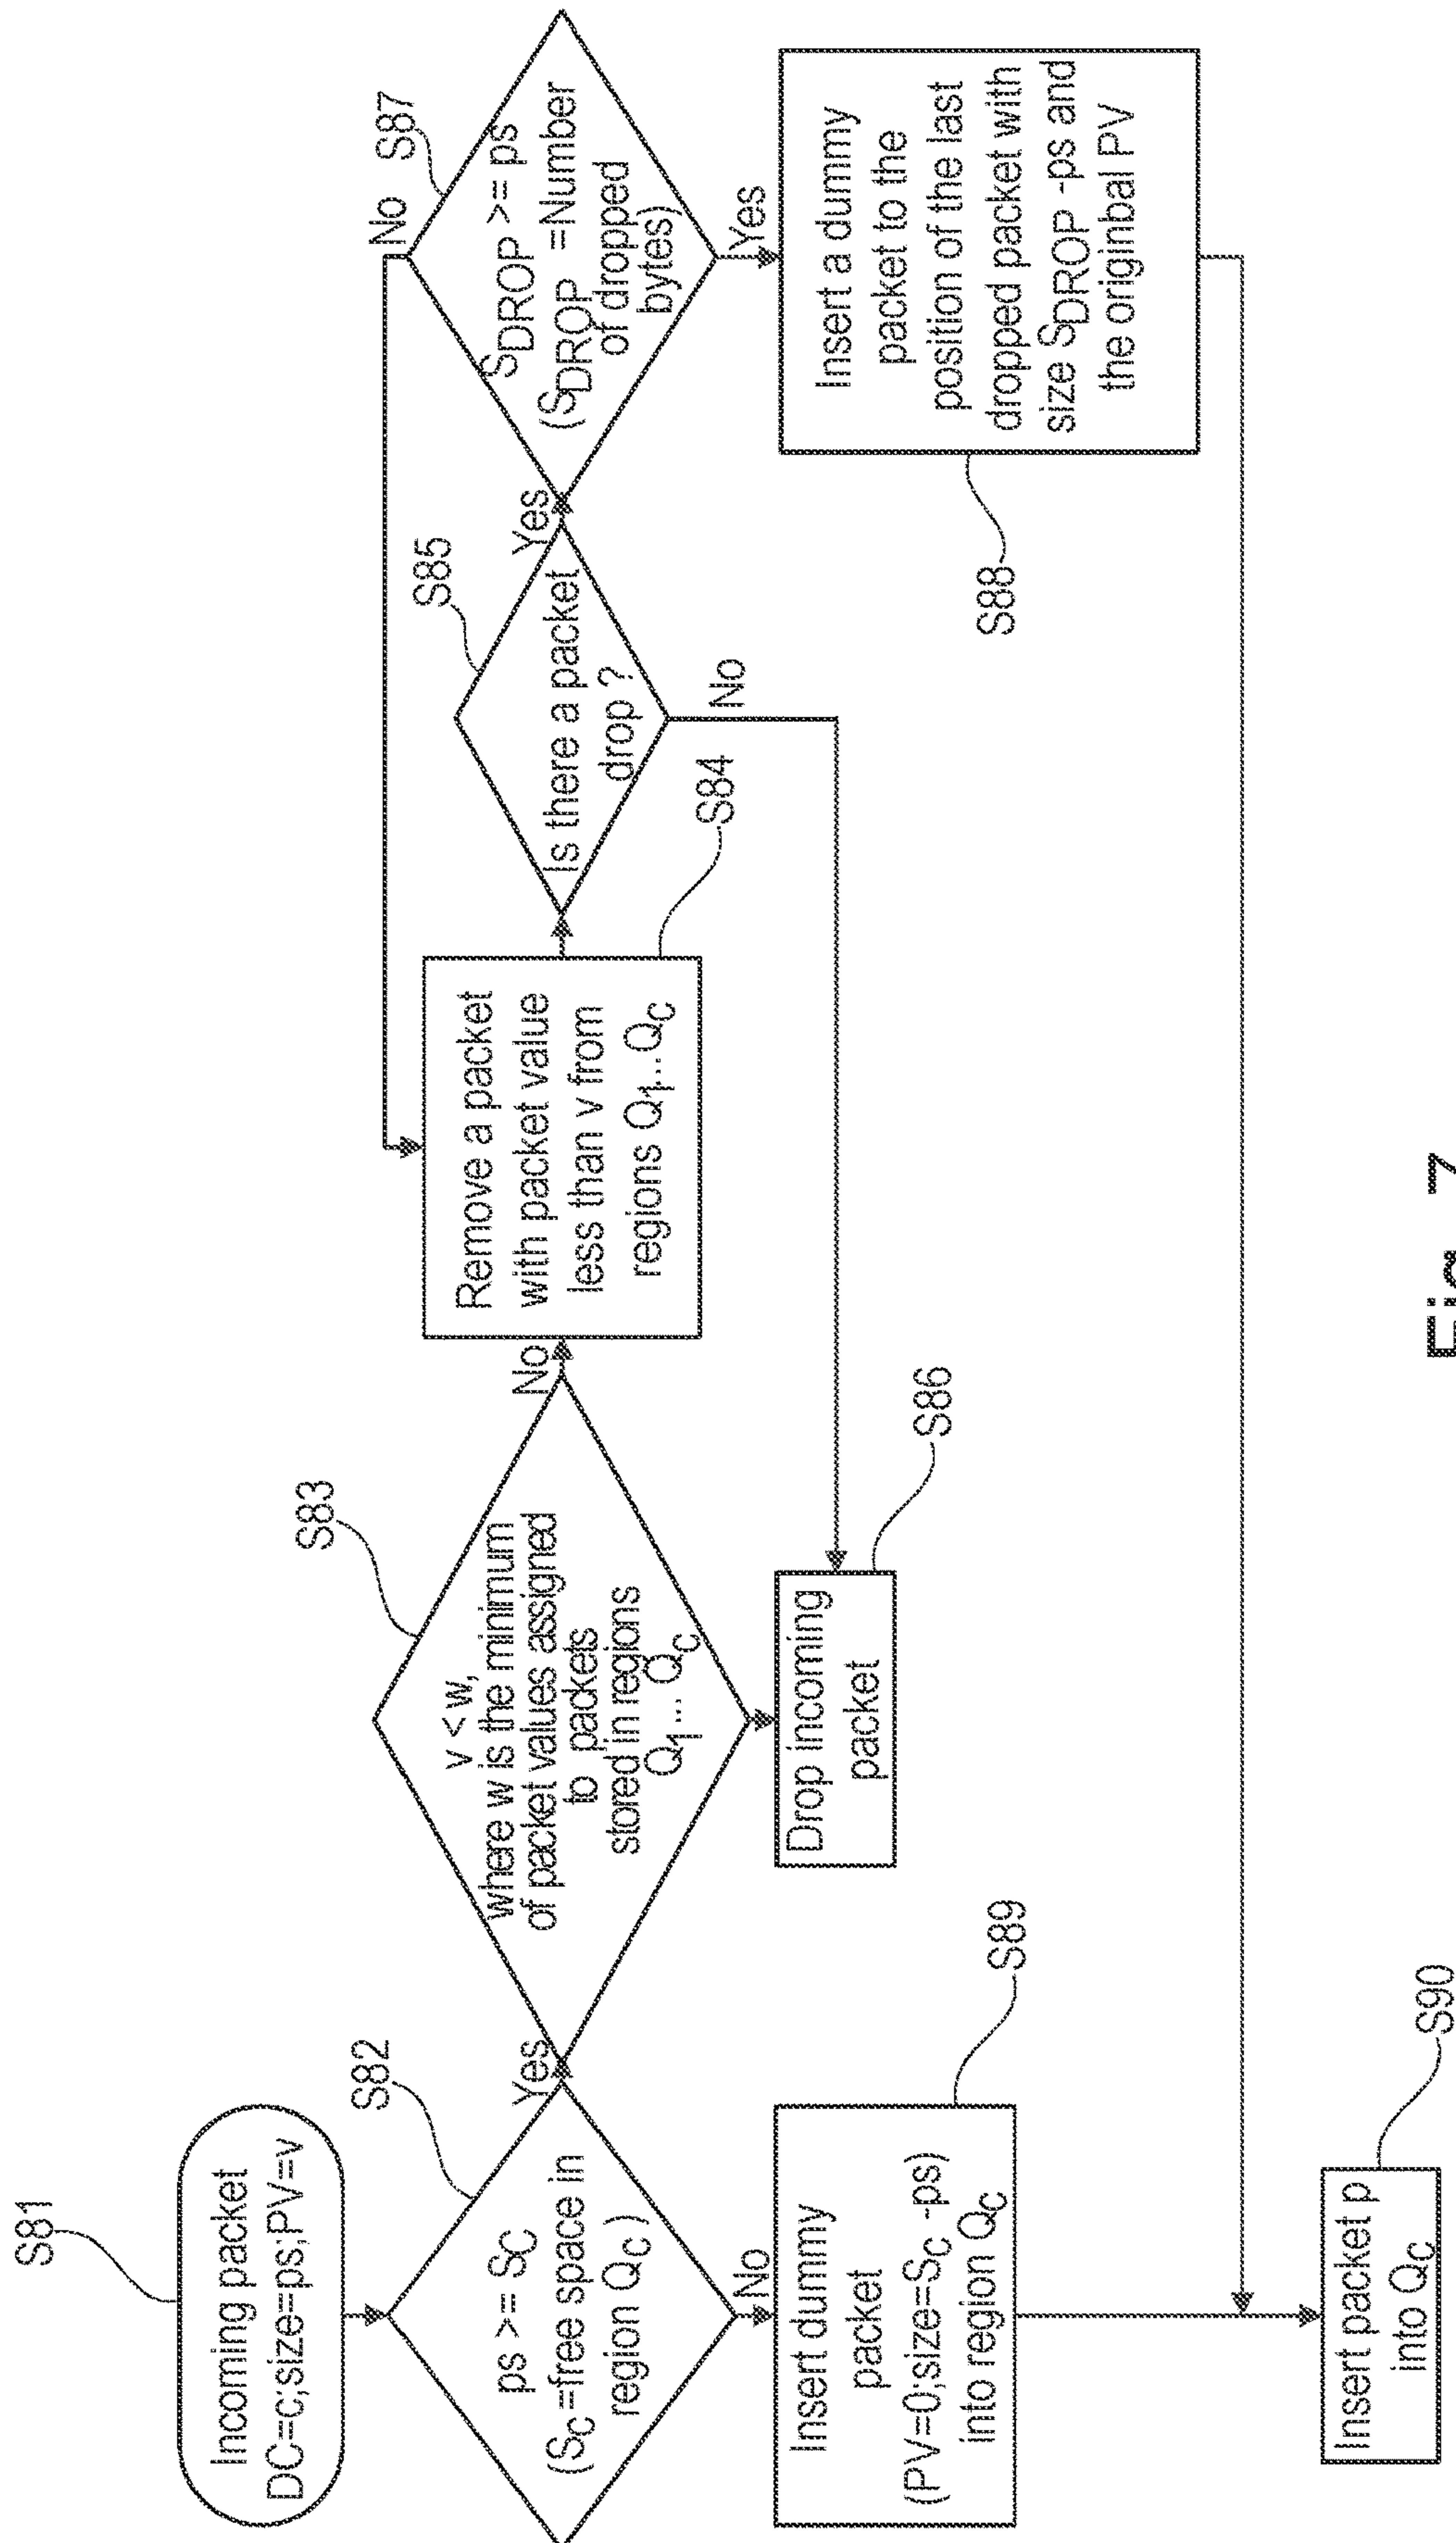 S81
Incoming packet
DC=c;size=ps;PV=v
S82
ps >= SC
(SC =free space in
region QC )
Yes
No
S83
v <w,
where w is the minimum
of packet values assigned
to packets
stored in regions
Q1... QC
No
Remove a packet
with packet value
less than v from
regions Q1...QC
S84
S85
Is there a packet
drop ?
Yes
No
S87
SDROP >= ps
(SDROP =Number
of dropped
bytes)
No
Yes
Insert a dummy
packet to the
position of the last
dropped packet with
size SDROP -ps and
the originbal PV
S88
Drop incoming
packet
S86
Insert dummy
packet
(PV=0;size=SC -ps)
into region QC
S89
Insert packet p
into QC
S90
Fig. 7